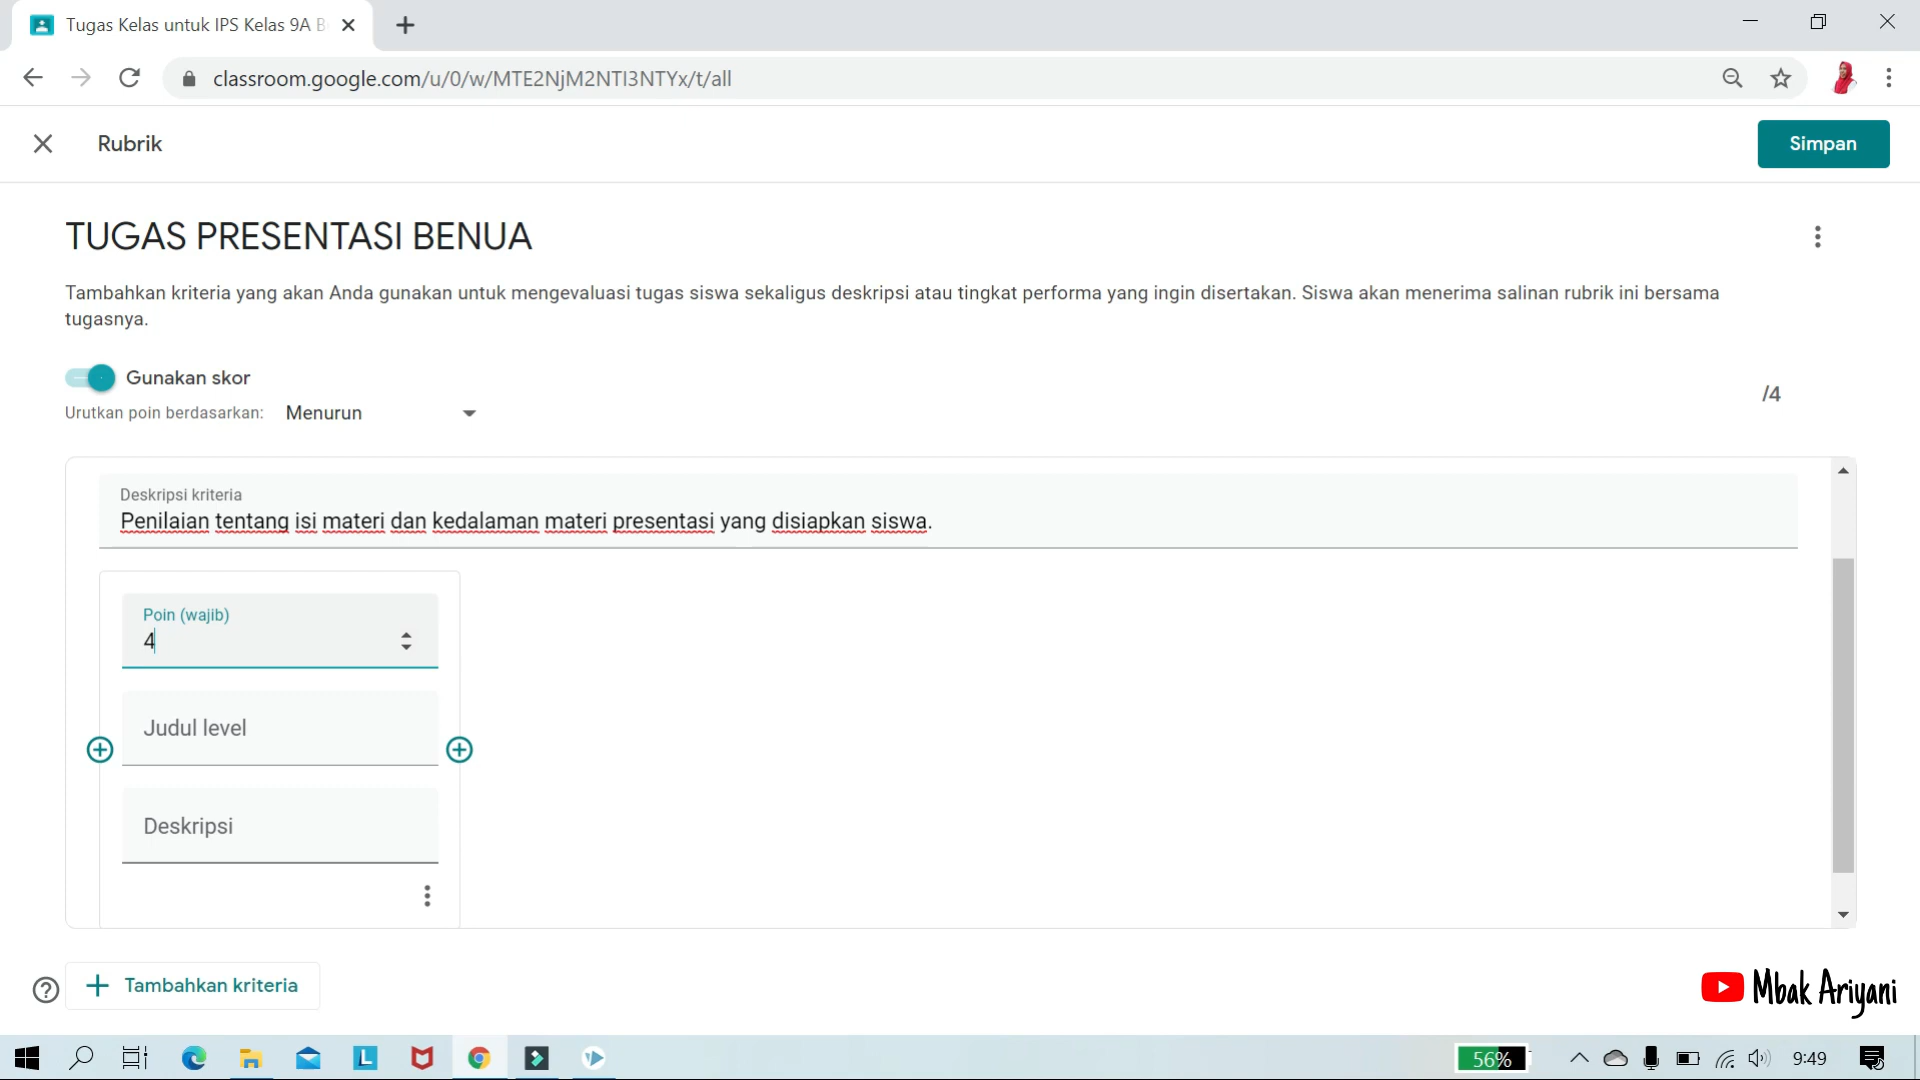 Tugas Kelas untuk IPS Kelas 9A B
classroom.google.com/u/0/w/MTE2NjM2NTI3NTYx/t/all
Rubrik
Simpan
TUGAS PRESENTASI BENUA
Tambahkan kriteria yang akan Anda gunakan untuk mengevaluasi tugas siswa sekaligus deskripsi atau tingkat performa yang ingin disertakan. Siswa akan menerima salinan rubrik ini bersama
tugasnya.
Gunakan skor
/4
Urutkan poin berdasarkan: Menurun
Deskripsi kriteria
Penilaian tentang isi materi dan kedalaman materi presentasi yang disiapkan siswa.
Poin (wajib)
4
Judul level
Deskripsi
Tambahkan kriteria
Mbak Ariyani
56%
9:49